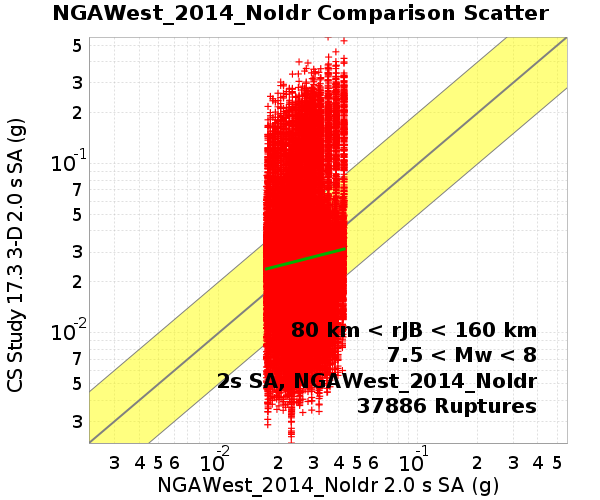 NGAWest_2014_NoIdr Comparison Scatter
CS Study 17.3 3-D 2.0 s SA (g)
5
3
2
10-1
7
5
3
2
10-2
7
5
3
80 km < rJB < 160 km
7.5 < Mw < 8
2s SA, NGAWest_2014_NoIdr
37886 Ruptures
3 4 5 6 10-2 2 3 4 5 6 10-1 2 3 4 5
NGAWest_2014_NoIdr 2.0 s SA (g)